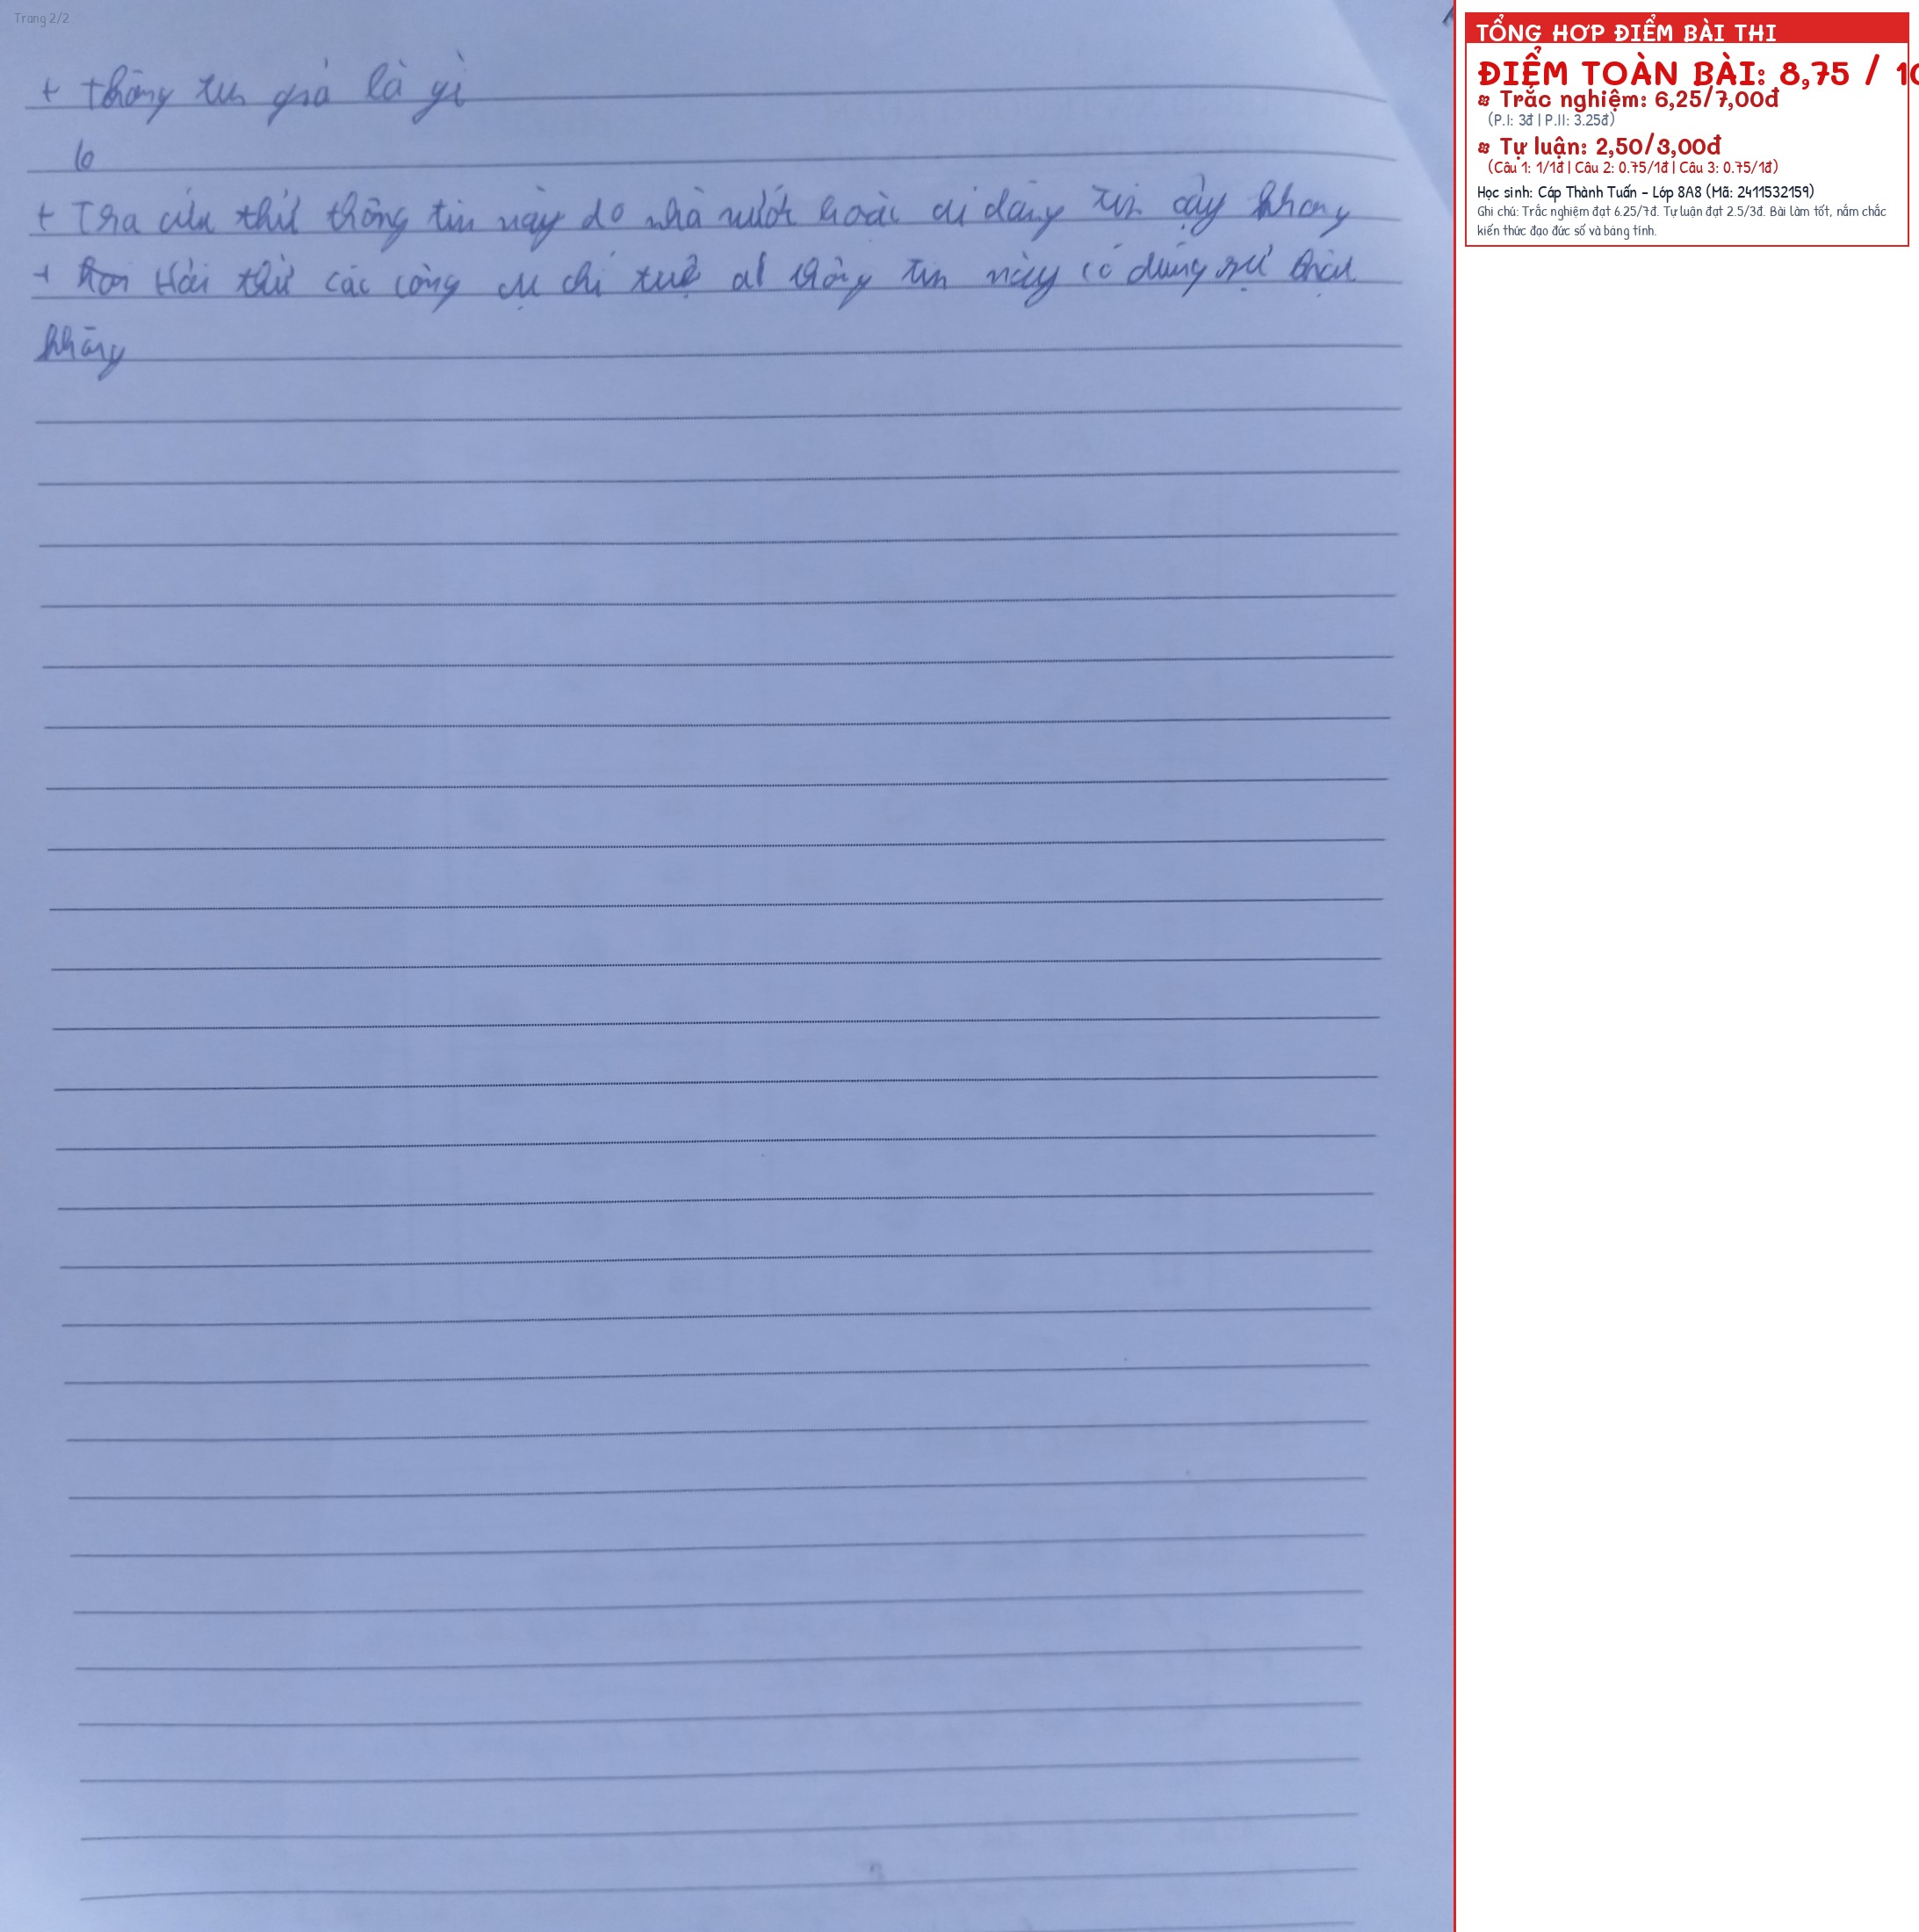 Trang 2/2
+ thông tin giả là gì
+ Tra cứu thử thông tin này do nhà nước hoặc dáng tin cậy không
+ Hỏi thử các công cụ chí tuệ aI thông tin này có dúng sự thật
không
TỔNG HỢP ĐIỂM BÀI THI
ĐIỂM TOÀN BÀI: 8,75 / 10
Trắc nghiệm: 6,25/7,00đ
(P.I: 3đ | P.II: 3.25đ)
Tự luận: 2,50/3,00đ
(Câu 1: 1/1đ | Câu 2: 0.75/1đ | Câu 3: 0.75/1đ)
Học sinh: Cáp Thành Tuấn - Lớp 8A8 (Mã: 2411532159)
Ghi chú: Trắc nghiệm đạt 6.25/7đ. Tự luận đạt 2.5/3đ. Bài làm tốt, nắm chắc
kiến thức đạo đức số và bảng tính.